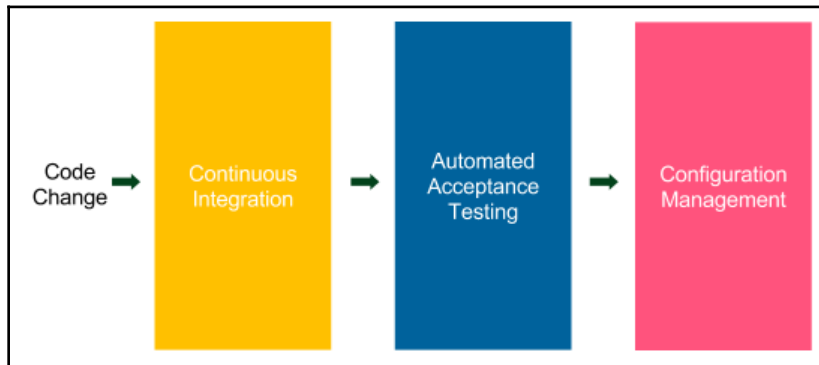 Code
Change
Continuous
Integration
Automated
Acceptance
Testing
Configuration
Management